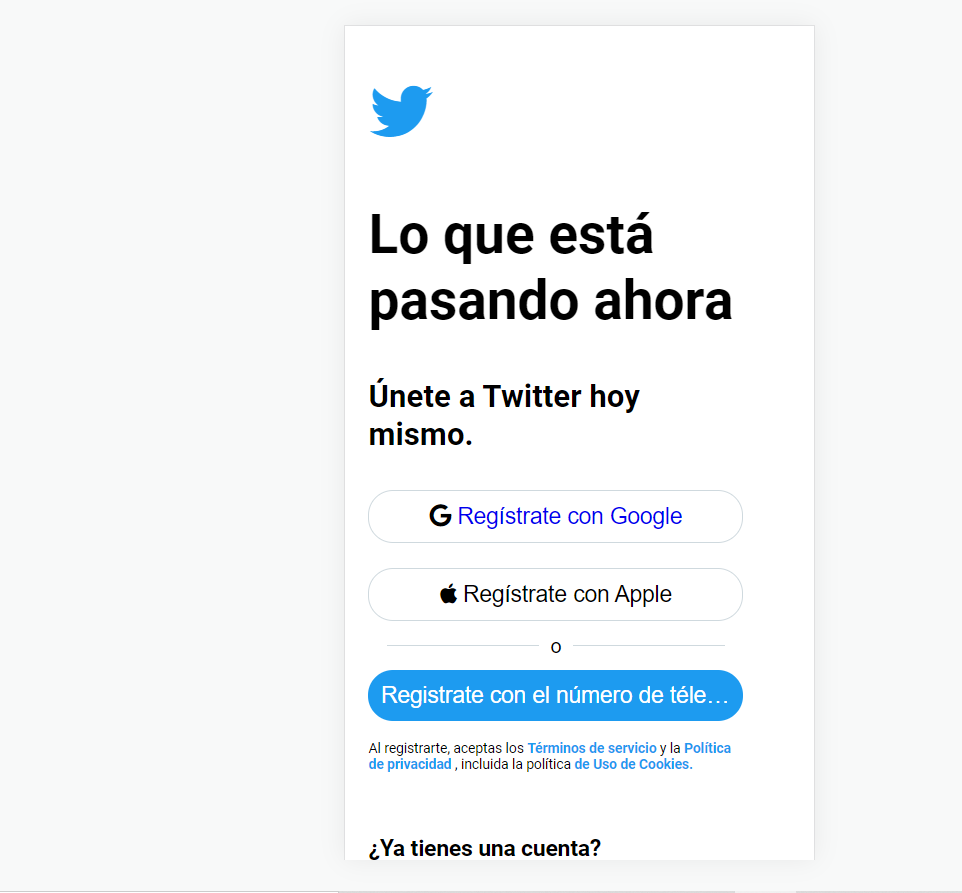 Lo que está
pasando ahora
Únete a Twitter hoy
mismo.
Regístrate con Google
Regístrate con Apple
o
Registrate con el número de téle...
Al registrarte, aceptas los Términos de servicio y la Política
de privacidad , incluida la política de Uso de Cookies.
¿Ya tienes una cuenta?